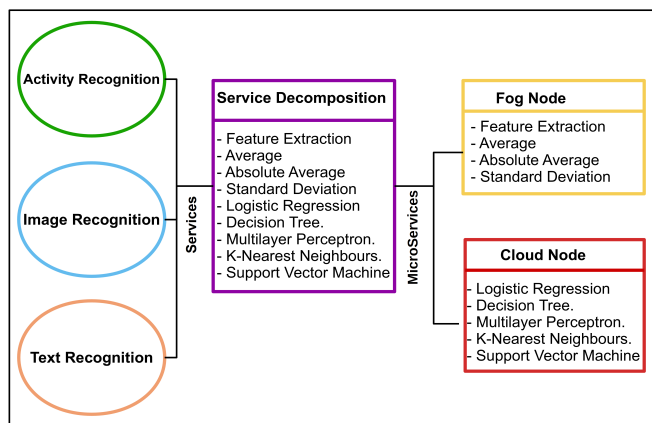 Activity Recognition
Image Recognition
Text Recognition
Services
Service Decomposition
- Feature Extraction
- Average
- Absolute Average
- Standard Deviation
- Logistic Regression
- Decision Tree.
- Multilayer Perceptron.
- K-Nearest Neighbours.
- Support Vector Machine
MicroServices
Fog Node
- Feature Extraction
- Average
- Absolute Average
- Standard Deviation
Cloud Node
- Logistic Regression
- Decision Tree.
- Multilayer Perceptron.
- K-Nearest Neighbours.
- Support Vector Machine